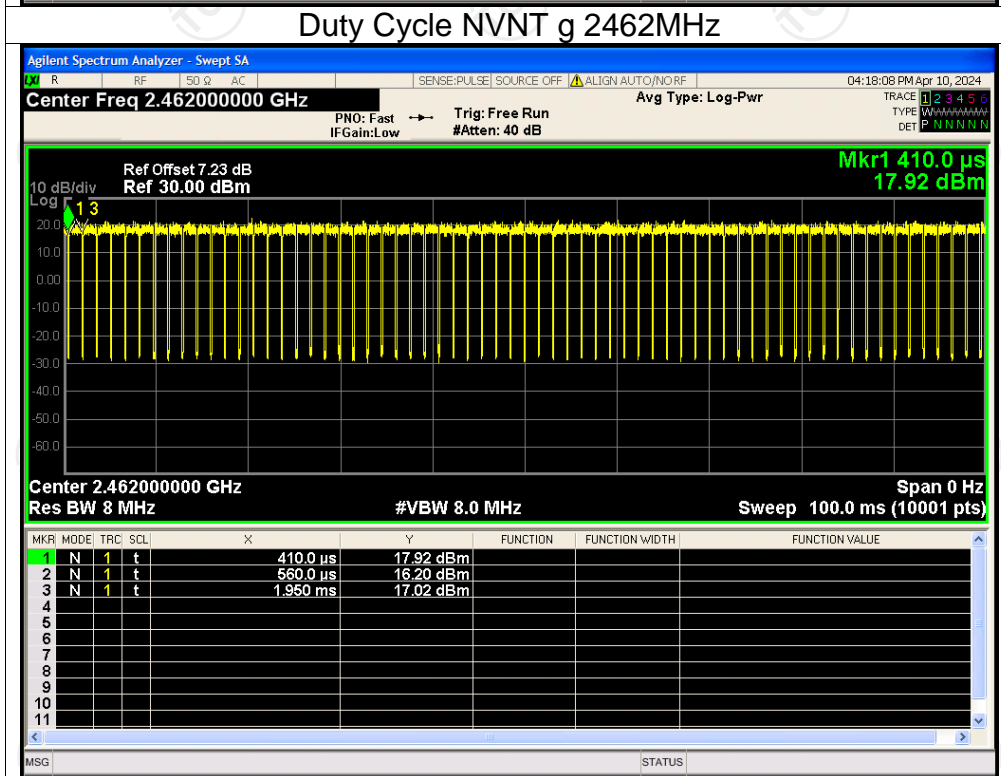 Duty Cycle NVNT g 2462MHz
Agilent Spectrum Analyzer - Swept SA
LXI R RF 50 Ω AC SENSE:PULSE SOURCE OFF ALIGN AUTO/NO RF 04:18:08 PM Apr 10, 2024
Center Freq 2.462000000 GHz Avg Type: Log-Pwr TRACE 1 2 3 4 5 6
PNO: Fast Trig: Free Run TYPE WWWWWW
IFGain:Low #Atten: 40 dB DET P N N N N N
Mkr1 410.0 µs
17.92 dBm
Ref Offset 7.23 dB
10 dB/div Ref 30.00 dBm
Log
1 3
20.0
10.0
0.00
-10.0
-20.0
-30.0
-40.0
-50.0
-60.0
Center 2.462000000 GHz Span 0 Hz
Res BW 8 MHz #VBW 8.0 MHz Sweep 100.0 ms (10001 pts)
MKR MODE TRC SCL X Y FUNCTION FUNCTION WIDTH FUNCTION VALUE
1 N 1 t 410.0 µs 17.92 dBm
2 N 1 t 560.0 µs 16.20 dBm
3 N 1 t 1.950 ms 17.02 dBm
4
5
6
7
8
9
10
11
MSG STATUS